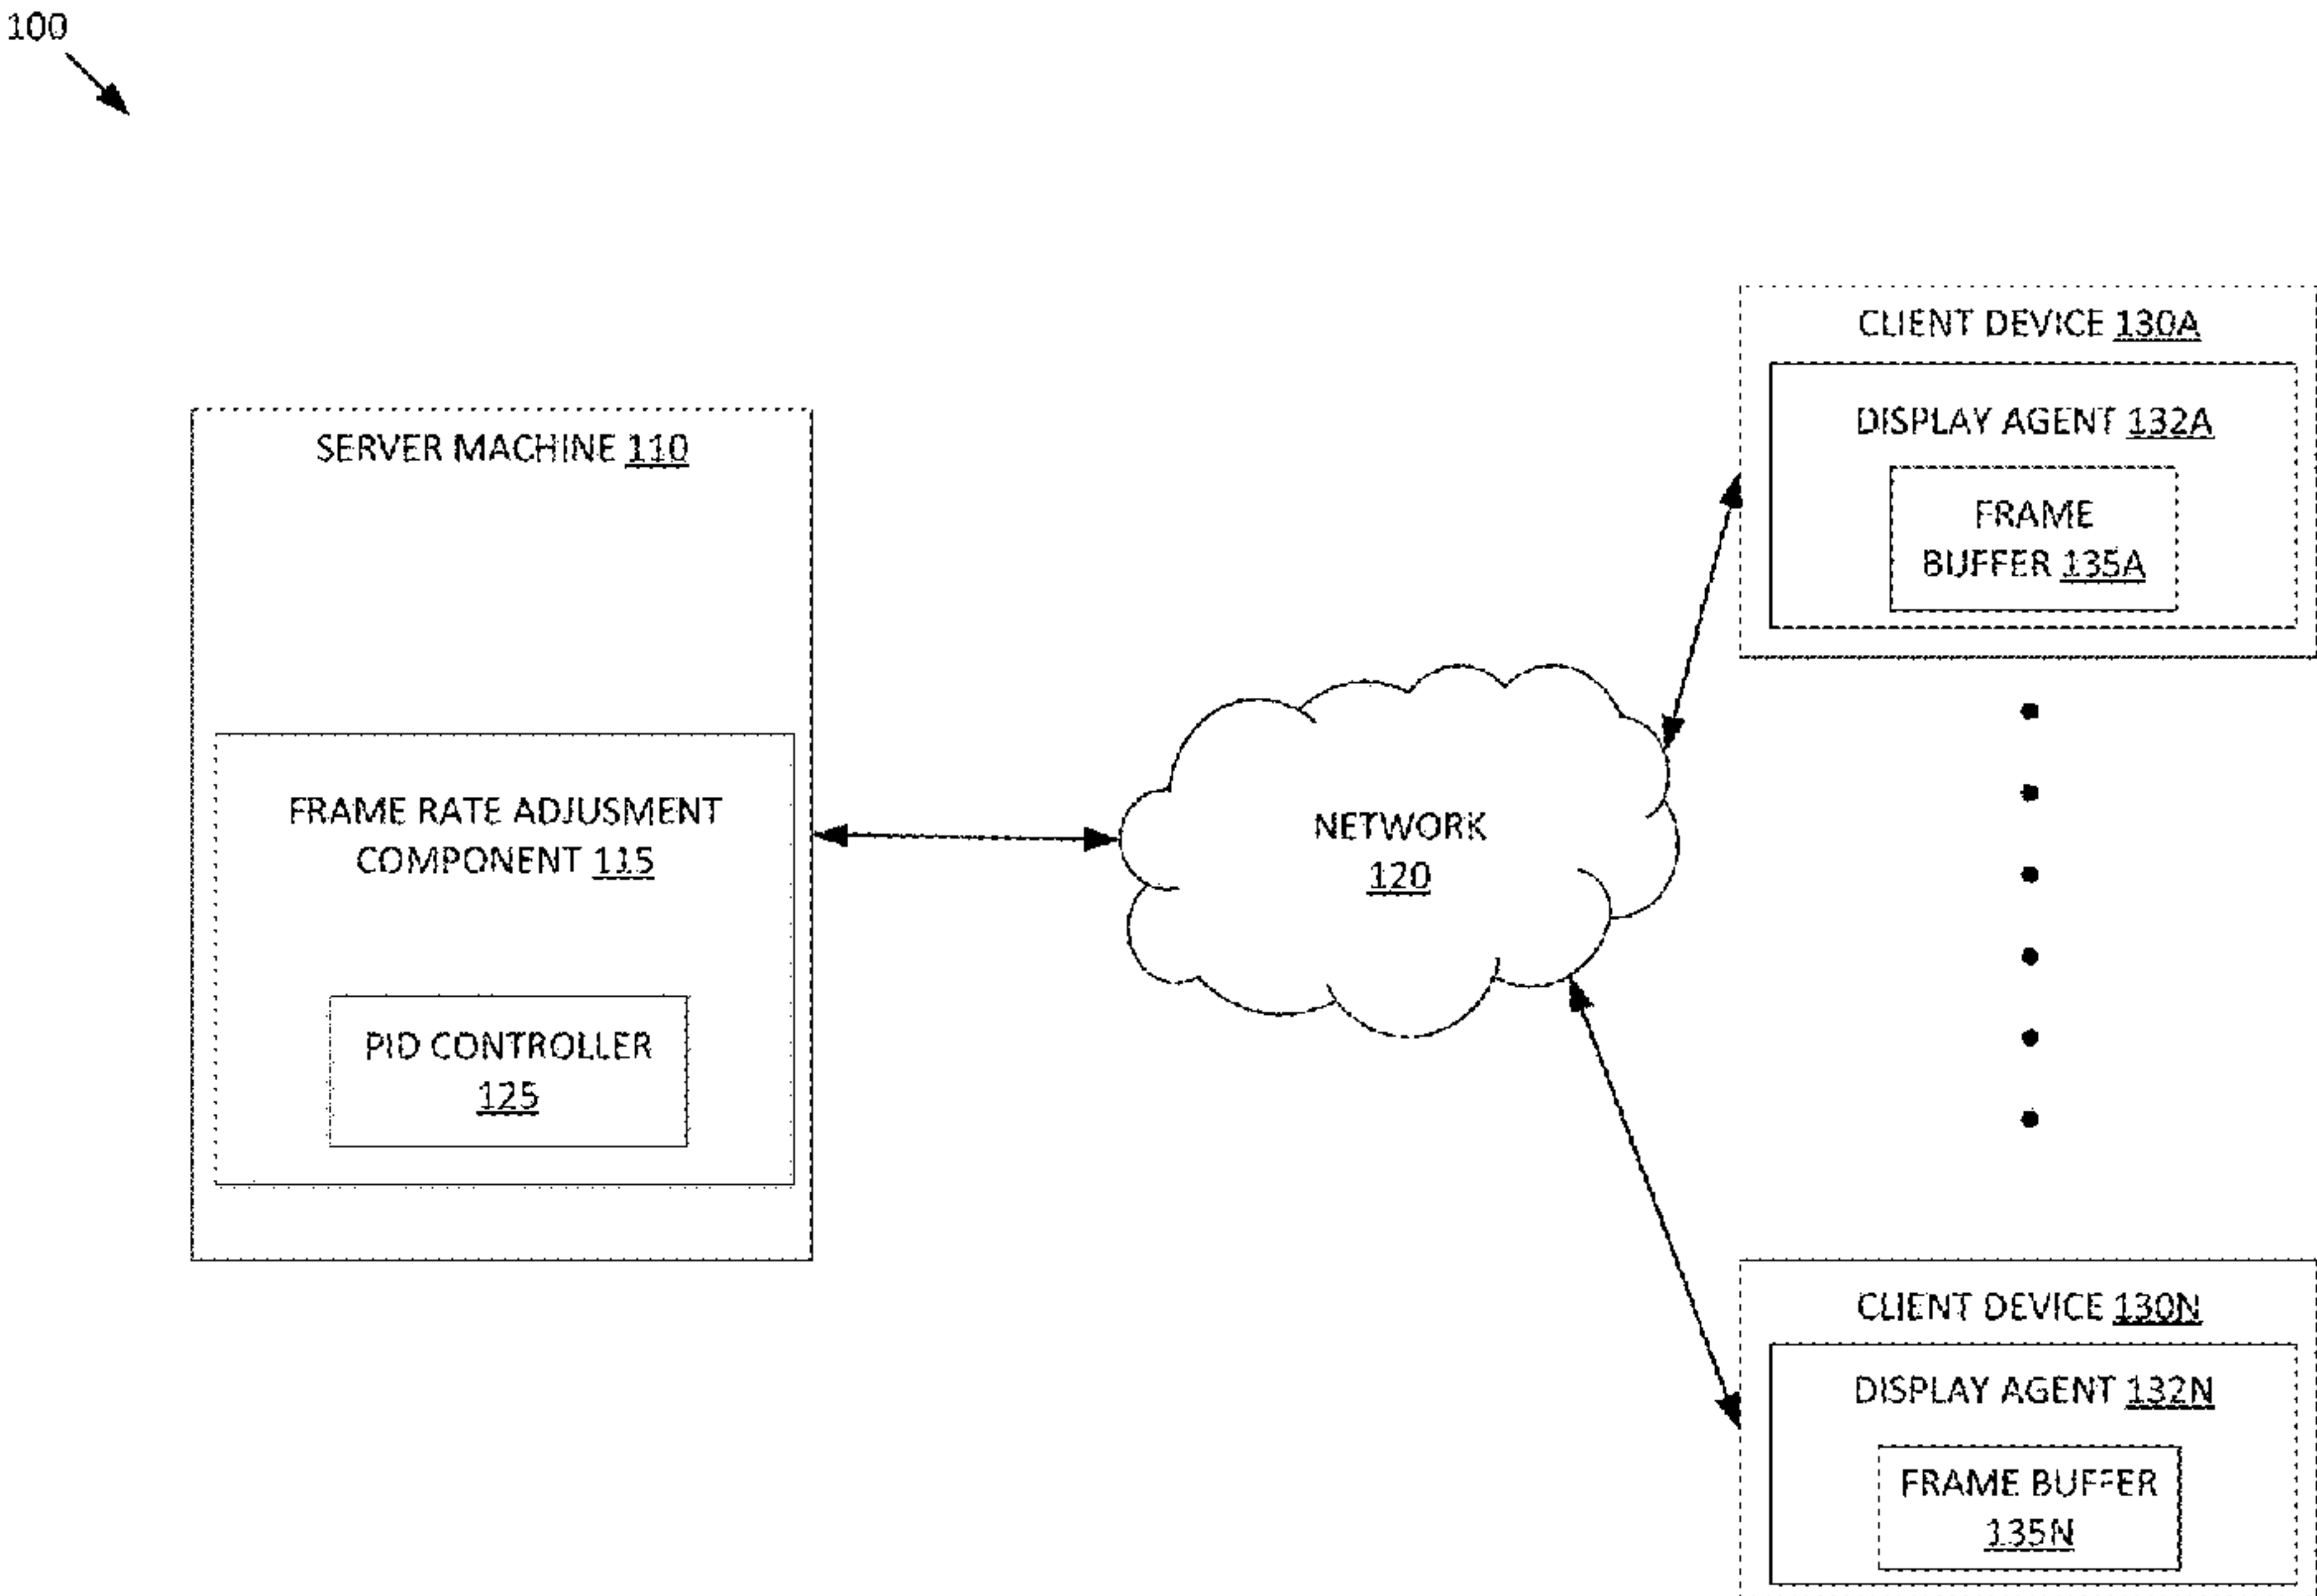 100
SERVER MACHINE 110
FRAME RATE ADJUSMENT
COMPONENT 115
PID CONTROLLER
125
NETWORK
120
CLIENT DEVICE 130A
DISPLAY AGENT 132A
FRAME
BUFFER 135A
CLIENT DEVICE 130N
DISPLAY AGENT 132N
FRAME BUFFER
135N